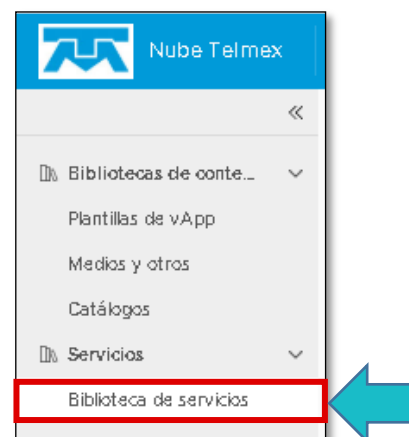 Nube Telmex
«
Bibliotecas de conte...
Plantillas de vApp
Medios y otros
Catálogos
Servicios
Biblioteca de servicios